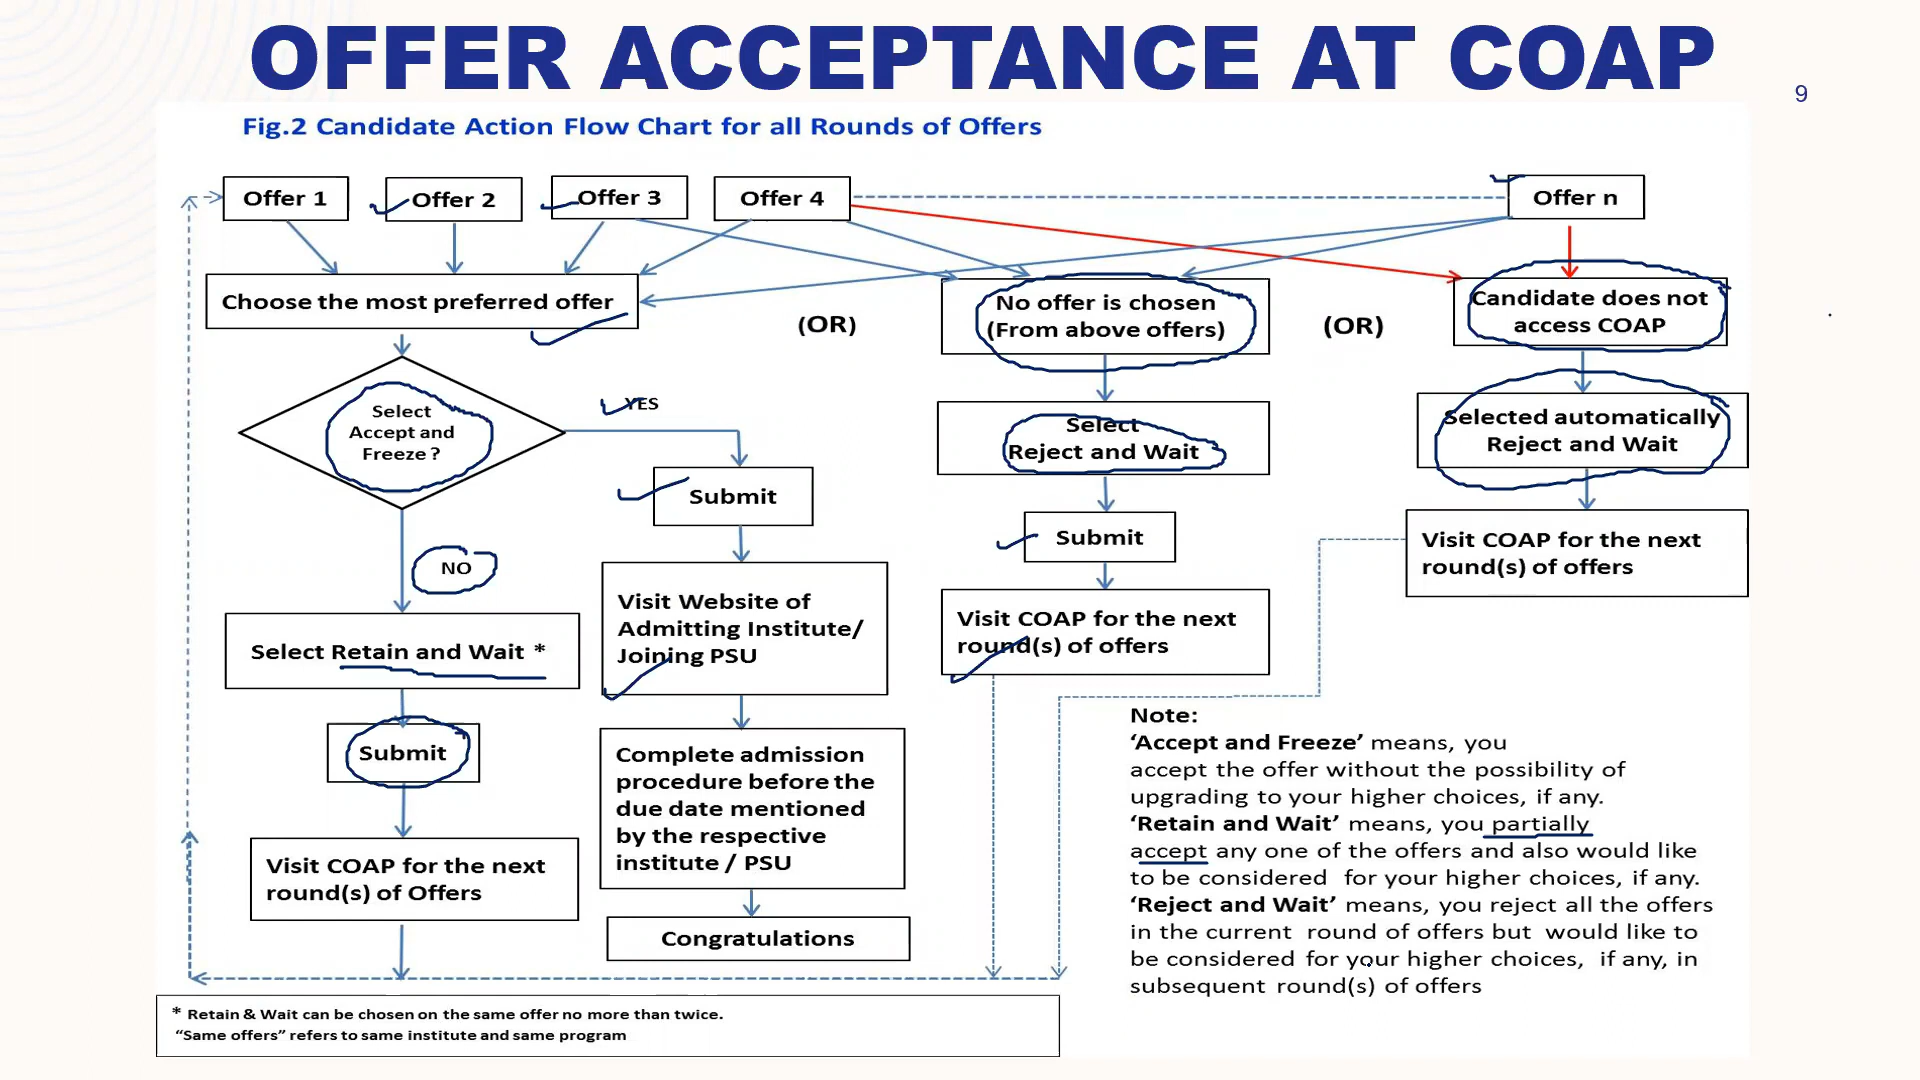 OFFER ACCEPTANCE AT COAP
9
Fig.2 Candidate Action Flow Chart for all Rounds of Offers
Offer 1
Offer 2
Offer 3
Offer 4
Offer n
Choose the most preferred offer
(OR)
No offer is chosen
(From above offers)
(OR)
Candidate does not
access COAP
Select
Accept and
Freeze ?
YES
NO
Submit
Select
Reject and Wait
Selected automatically
Reject and Wait
Submit
Visit COAP for the next
round(s) of offers
Visit Website of
Admitting Institute/
Joining PSU
Visit COAP for the next
round(s) of offers
Select Retain and Wait *
Submit
Complete admission
procedure before the
due date mentioned
by the respective
institute / PSU
Visit COAP for the next
round(s) of Offers
Congratulations
Note:
‘Accept and Freeze’ means, you
accept the offer without the possibility of
upgrading to your higher choices, if any.
‘Retain and Wait’ means, you partially
accept any one of the offers and also would like
to be considered for your higher choices, if any.
‘Reject and Wait’ means, you reject all the offers
in the current round of offers but would like to
be considered for your higher choices, if any, in
subsequent round(s) of offers
* Retain & Wait can be chosen on the same offer no more than twice.
“Same offers” refers to same institute and same program